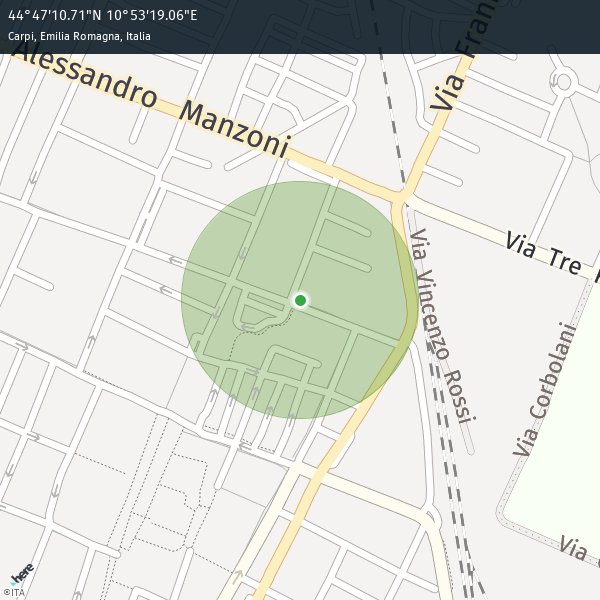 44°47'10.71"N 10°53'19.06"E
Carpi, Emilia Romagna, Italia
Alessandro Manzoni
Via
Via Tre
Via Vincenzo Rossi
Via Corbolani
Via
here
©ITA